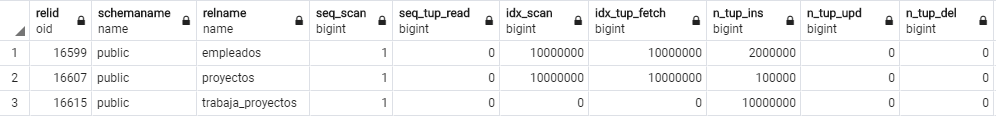 relid schemaname relname seq_scan seq_tup_read idx_scan idx_tup_fetch n_tup_ins n_tup_upd n_tup_del
oid name name bigint bigint bigint bigint bigint bigint bigint
1 16599 public empleados 1 0 10000000 10000000 2000000 0 0
2 16607 public proyectos 1 0 10000000 10000000 100000 0 0
3 16615 public trabaja_proyectos 1 0 0 0 10000000 0 0